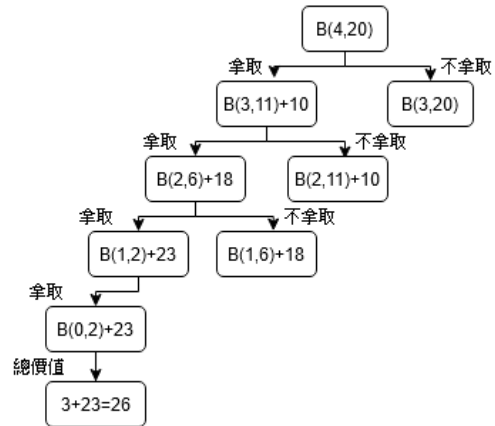 B(4,20)
拿取
不拿取
B(3,11)+10
B(3,20)
拿取
不拿取
B(2,6)+18
B(2,11)+10
拿取
不拿取
B(1,2)+23
B(1,6)+18
拿取
B(0,2)+23
總價值
3+23=26